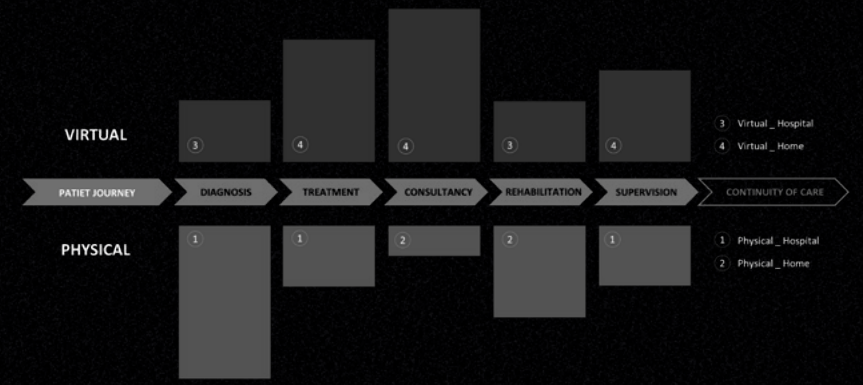 3
4
4
3
4
VIRTUAL
3 Virtual _ Hospital
4 Virtual _ Home
PATIET JOURNEY
DIAGNOSIS
TREATMENT
CONSULTANCY
REHABILITATION
SUPERVISION
CONTINUITY OF CARE
1
1
2
2
1
PHYSICAL
1 Physical _ Hospital
2 Physical _ Home